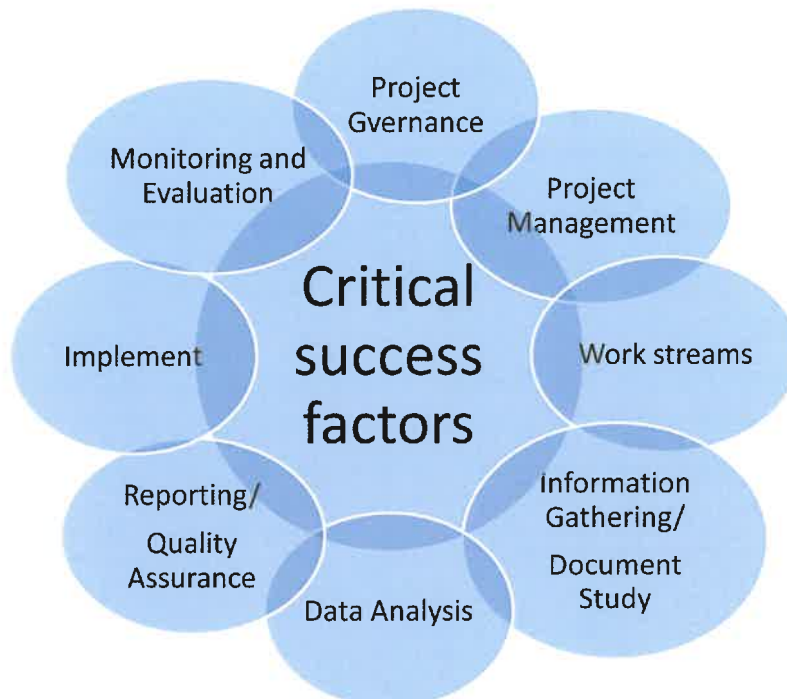 Project
Gvernance
Project
Management
Work streams
Information
Gathering/
Document
Study
Data Analysis
Reporting/
Quality
Assurance
Implement
Monitoring and
Evaluation
Critical
success
factors